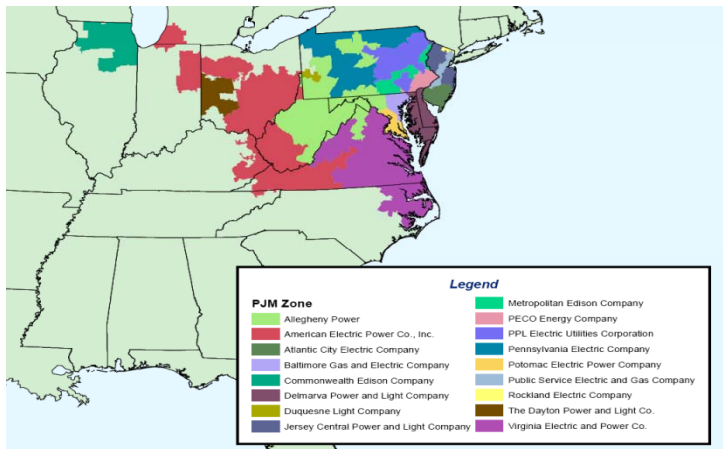 Legend
PJM Zone
Allegheny Power
American Electric Power Co., Inc.
Atlantic City Electric Company
Baltimore Gas and Electric Company
Commonwealth Edison Company
Delmarva Power and Light Company
Duquesne Light Company
Jersey Central Power and Light Company
Metropolitan Edison Company
PECO Energy Company
PPL Electric Utilities Corporation
Pennsylvania Electric Company
Potomac Electric Power Company
Public Service Electric and Gas Company
Rockland Electric Company
The Dayton Power and Light Co.
Virginia Electric and Power Co.